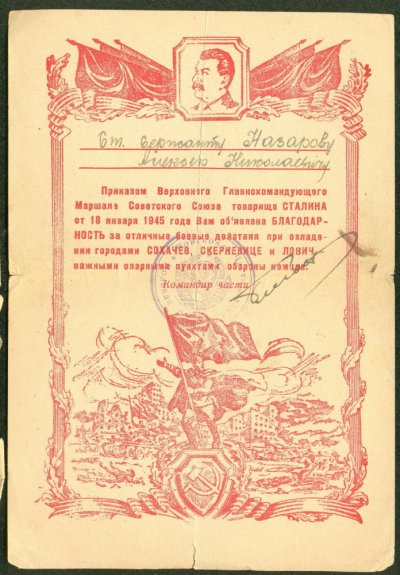 Ст. сержанту Назарову
Алексею Николаевичу
Приказом Верховного Главнокомандующего
Маршала Советского Союза товарища СТАЛИНА
от 18 января 1945 года Вам об'явлена БЛАГОДАР-
НОСТЬ за отличные боевые действия при овладе-
нии городами СОХАЧЕВ, СКЕРНЕВИЦЕ и ЛОВИЧ-
важными опорными пунктами обороны немцев.
Командир части